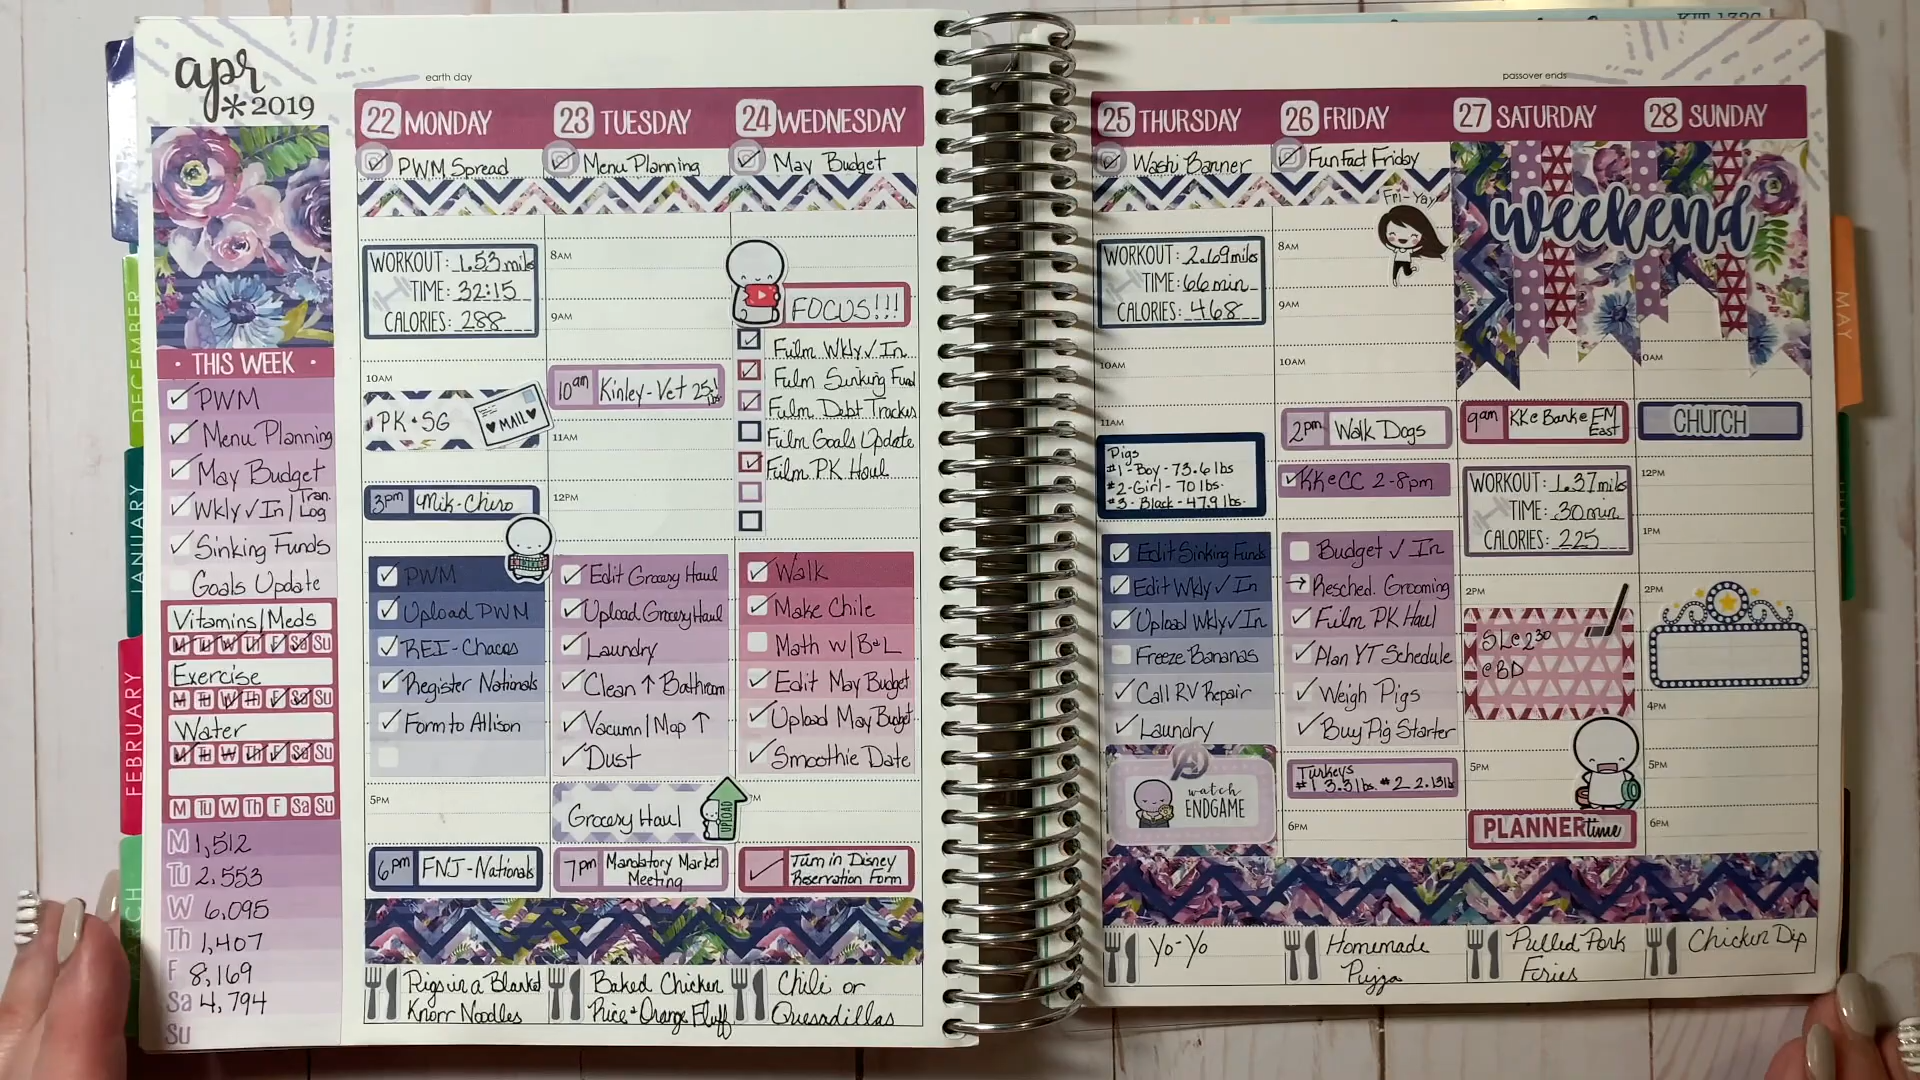 apr
*2019
earth day
THIS WEEK
PWM
Menu Planning
May Budget
Wkly ✓ In / Tran. Log
Sinking Funds
Goals Update
Vitamins/Meds
M Tu W Th F Sa Su
Exercise
M Tu W Th F Sa Su
Water
M Tu W Th F Sa Su
M Tu W Th F Sa Su
M 1,512
Tu 2,553
W 6,095
Th 1,407
F 8,169
Sa 4,794
Su
22 MONDAY
PWM Spread
WORKOUT: 1.53 miles
TIME: 32:15
CALORIES: 288
10AM
PK + SG
MAIL
3pm Mik-Chiro
PWM
Upload PWM
REI-Chacos
Register Nationals
Form to Allison
5PM
6pm FNJ-Nationals
Pigs in a Blanket
Knorr Noodles
23 TUESDAY
Menu Planning
8AM
9AM
10am Kinley-Vet 25.1 lbs
11AM
12PM
Edit Grocery Haul
Upload Grocery Haul
Laundry
Clean ↑ Bathroom
Vacumn/Mop ↑
Dust
Grocery Haul
UPLOAD
7pm Mandatory Market
Meeting
Baked Chicken
Rice + Orange Fluff
24 WEDNESDAY
May Budget
FOCUS!!!
Film Wkly ✓ In
Film Sinking Fund
Film Debt Tracker
Film Goals Update
Film PK Haul
Walk
Make Chile
Math w/ B+L
Edit May Budget
Upload May Budget
Smoothie Date
Turn in Disney
Reservation Form
Chili or
Quesadillas
25 THURSDAY
Washi Banner
WORKOUT: 2.69 miles
TIME: 66 min
CALORIES: 468
10AM
11AM
Pigs
#1-Boy-73.6 lbs
#2-Girl-70 lbs.
#3-Black-47.9 lbs.
Edit Sinking Funds
Edit Wkly ✓ In
Upload Wkly ✓ In
Freeze Bananas
Call RV Repair
Laundry
watch
ENDGAME
Yo-Yo
26 FRIDAY
Fun Fact Friday
Fri-Yay
8AM
9AM
10AM
2pm Walk Dogs
KK@CC 2-8pm
Budget ✓ In
→ Resched. Grooming
Film PK Haul
Plan YT Schedule
Weigh Pigs
Buy Pig Starter
Turkeys
#1 3.3 lbs. #2 2.13 lb
6PM
Homemade
Pizza
passover ends
27 SATURDAY
weekend
9am KK@Bank@FM
East
WORKOUT: 1.37 miles
TIME: 30 min
CALORIES: 225
2PM
SLC 2:30
@BD
5PM
PLANNER time
Pulled Pork
Fries
28 SUNDAY
CHURCH
12PM
1PM
2PM
4PM
5PM
6PM
Chicken Dip
DECEMBER
JANUARY
FEBRUARY
MARCH
MAY
JUNE